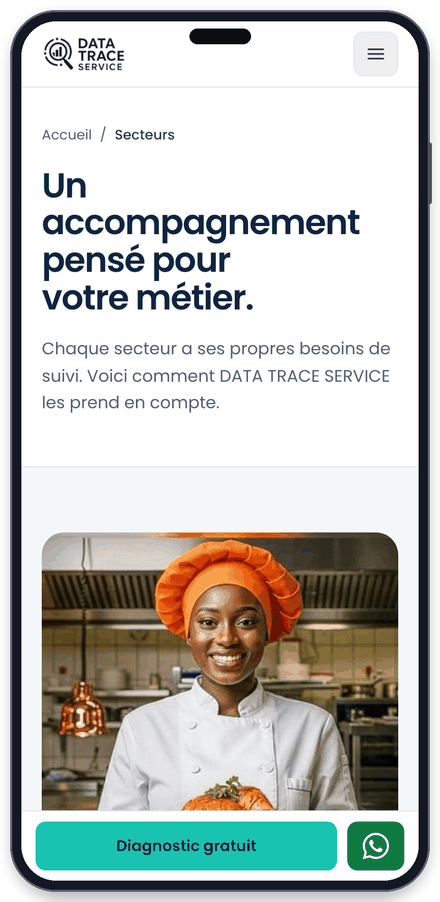 DATA
TRACE
SERVICE
Accueil / Secteurs
Un
accompagnement
pensé pour
votre métier.
Chaque secteur a ses propres besoins de
suivi. Voici comment DATA TRACE SERVICE
les prend en compte.
Diagnostic gratuit